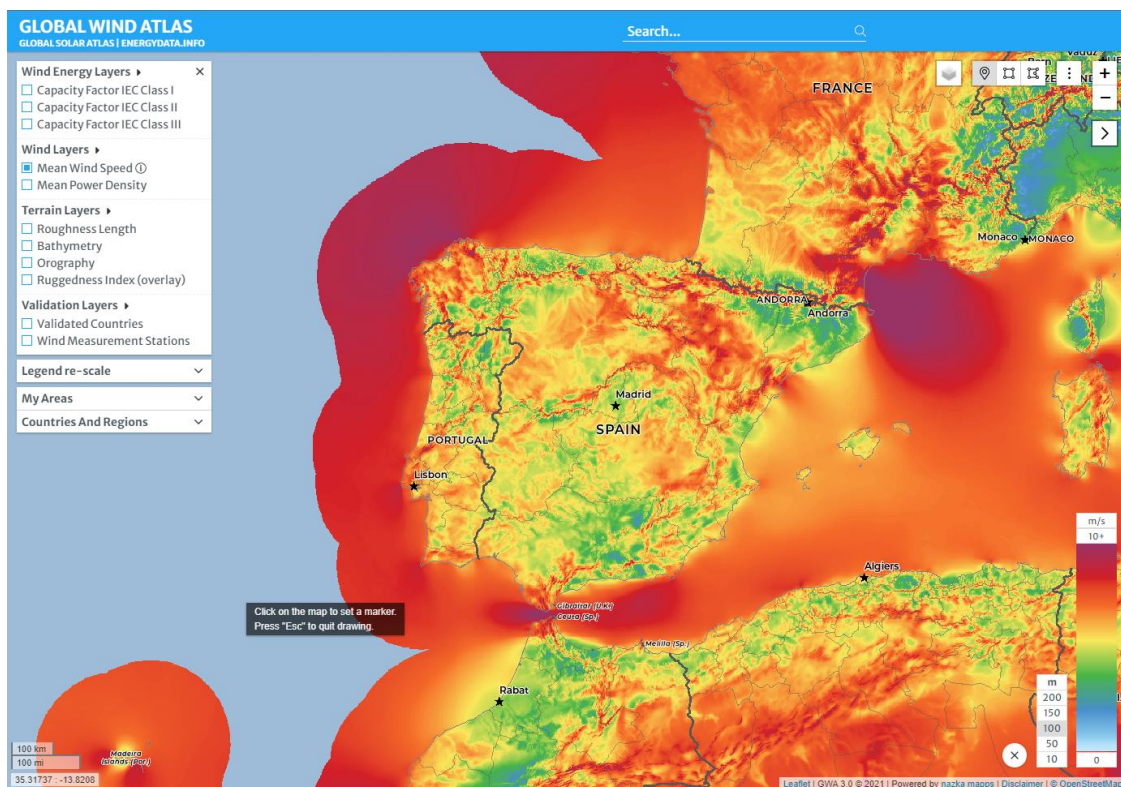 GLOBAL WIND ATLAS
GLOBAL SOLAR ATLAS | ENERGYDATA.INFO
Search...
Wind Energy Layers
Capacity Factor IEC Class I
Capacity Factor IEC Class II
Capacity Factor IEC Class III
Wind Layers
Mean Wind Speed
Mean Power Density
Terrain Layers
Roughness Length
Bathymetry
Orography
Ruggedness Index (overlay)
Validation Layers
Validated Countries
Wind Measurement Stations
Legend re-scale
My Areas
Countries And Regions
Vaduz
Bern
FRANCE
Monaco
MONACO
ANDORRA
Andorra
Madrid
SPAIN
PORTUGAL
Lisbon
Algiers
Gibraltar (U.K.)
Ceuta (Sp.)
Melilla (Sp.)
Rabat
Madeira
Islands (Por.)
Click on the map to set a marker.
Press "Esc" to quit drawing.
m/s
10+
0
m
200
150
100
50
10
100 km
100 mi
35.31737 : -13.8208
Leaflet | GWA 3.0 © 2021 | Powered by nazka mapps | Disclaimer | © OpenStreetMap